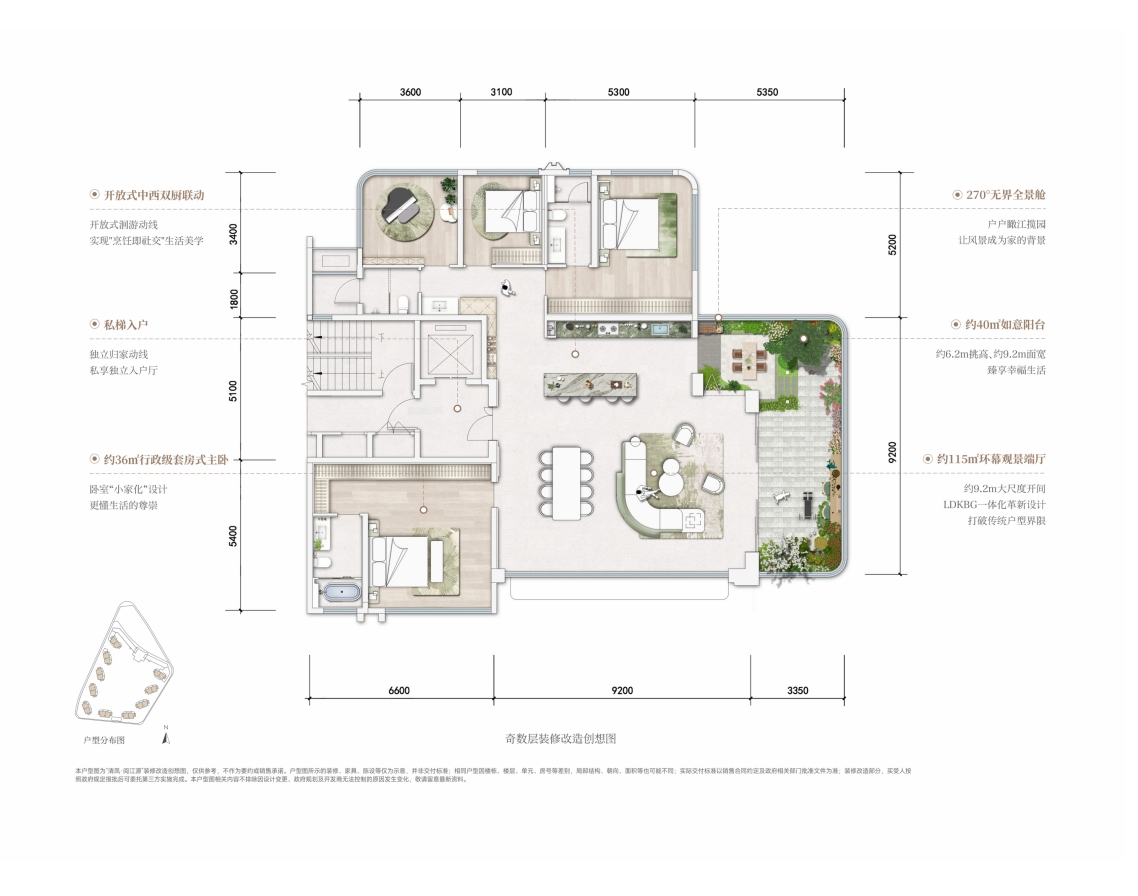 3600
3100
5300
5350
开放式中西双厨联动
开放式洄游动线
实现"烹饪即社交"生活美学
私梯入户
独立归家动线
私享独立入户厅
约36㎡行政级套房式主卧
卧室“小家化”设计
更懂生活的尊崇
3400
1800
5100
5400
270°无界全景舱
户户瞰江揽园
让风景成为家的背景
约40㎡如意阳台
约6.2m挑高、约9.2m面宽
臻享幸福生活
约115㎡环幕观景端厅
约9.2m大尺度开间
LDKBG一体化革新设计
打破传统户型界限
5200
9200
6600
9200
3350
户型分布图
N
奇数层装修改造创想图
本户型图为"清凤·阅江源"装修改造创想图，仅供参考，不作为要约或销售承诺。户型图所示的装修、家具、陈设等仅为示意，并非交付标准；相同户型因楼栋、楼层、单元、房号等差别，局部结构、朝向、面积等也可能不同；实际交付标准以销售合同约定及政府相关部门批准文件为准；装修改造部分，买受人按
照政府规定报批后可委托第三方实施完成。本户型图相关内容不排除因设计变更、政府规划及开发商无法控制的原因发生变化，敬请留意最新资料。